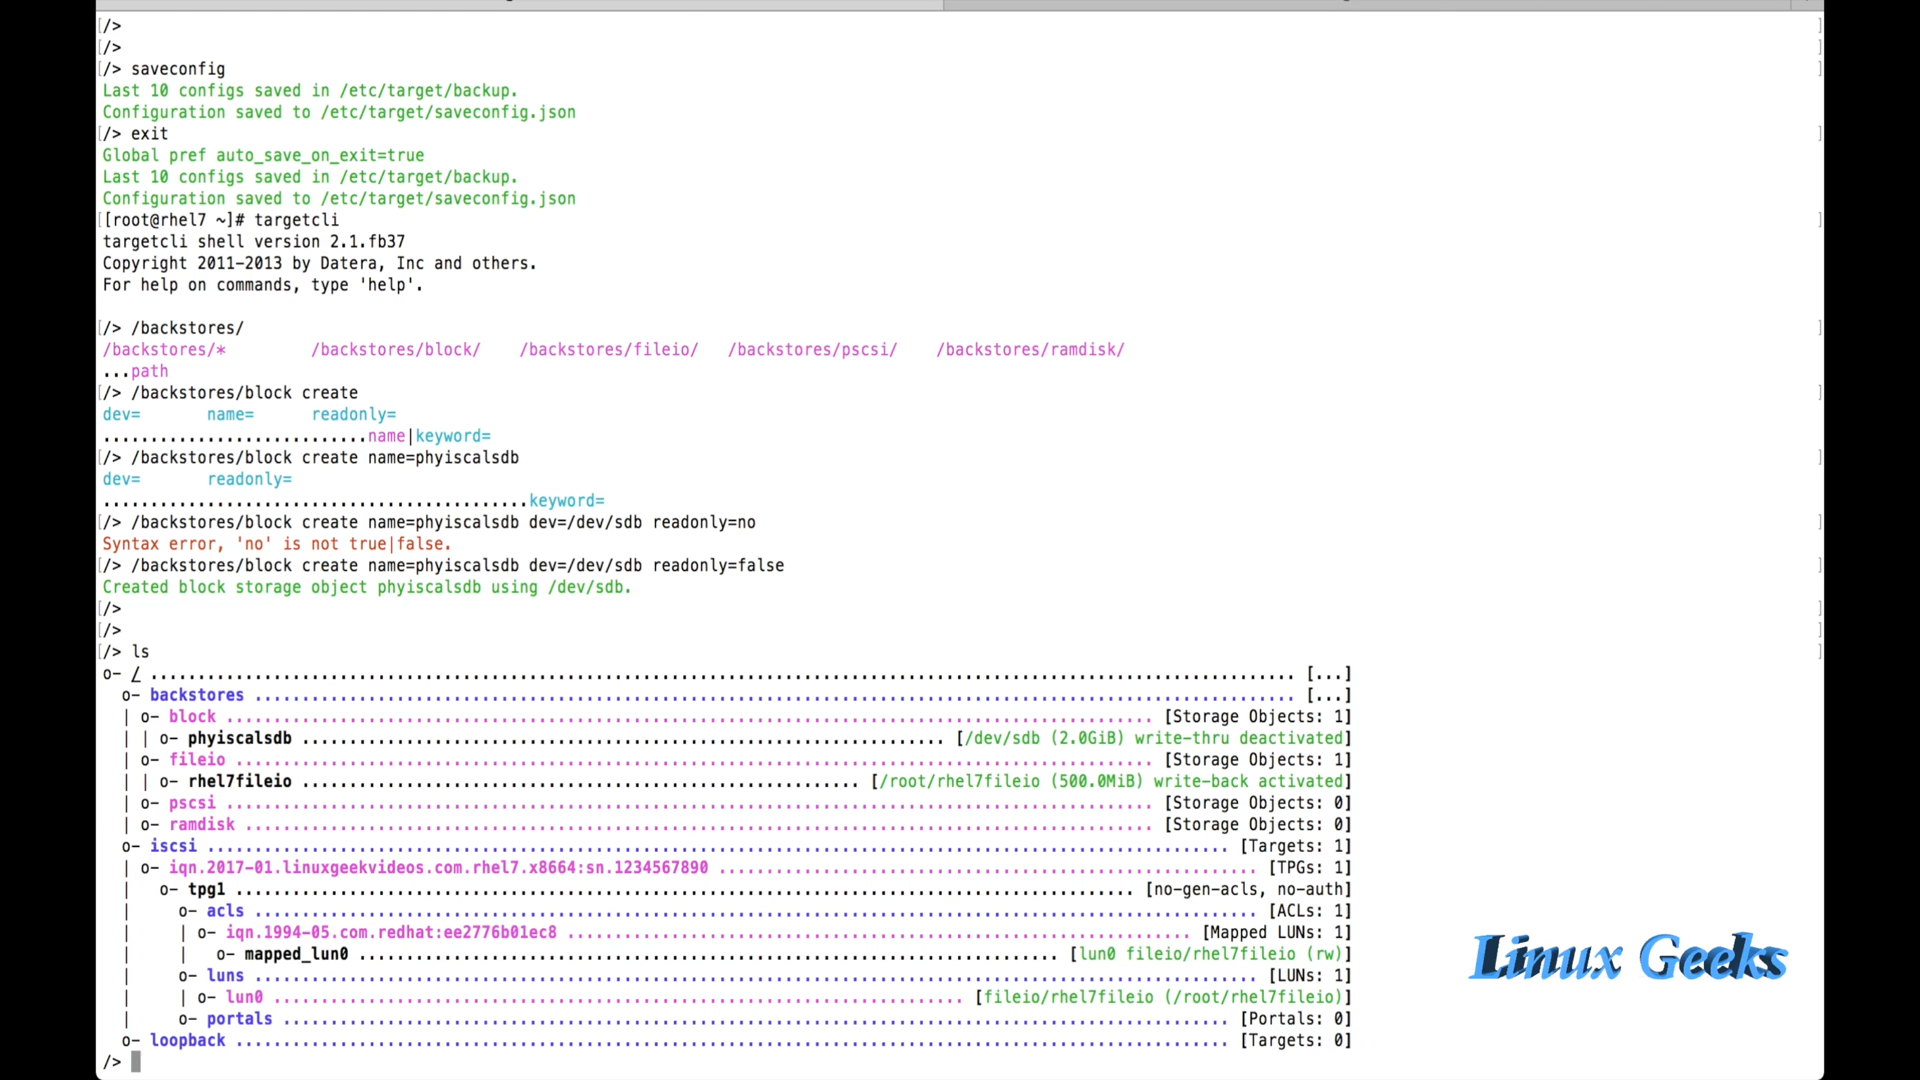 />
/>
/> saveconfig
Last 10 configs saved in /etc/target/backup.
Configuration saved to /etc/target/saveconfig.json
/> exit
Global pref auto_save_on_exit=true
Last 10 configs saved in /etc/target/backup.
Configuration saved to /etc/target/saveconfig.json
[root@rhel7 ~]# targetcli
targetcli shell version 2.1.fb37
Copyright 2011-2013 by Datera, Inc and others.
For help on commands, type 'help'.
/> /backstores/
/backstores/* /backstores/block/ /backstores/fileio/ /backstores/pscsi/ /backstores/ramdisk/
...path
/> /backstores/block create
dev= name= readonly=
............................name|keyword=
/> /backstores/block create name=phyiscalsdb
dev= readonly=
.............................................keyword=
/> /backstores/block create name=phyiscalsdb dev=/dev/sdb readonly=no
Syntax error, 'no' is not true|false.
/> /backstores/block create name=phyiscalsdb dev=/dev/sdb readonly=false
Created block storage object phyiscalsdb using /dev/sdb.
/>
/>
/> ls
o- / ......................................................................................................................... [...]
o- backstores .............................................................................................................. [...]
| o- block .................................................................................................. [Storage Objects: 1]
| | o- phyiscalsdb .................................................................... [/dev/sdb (2.0GiB) write-thru deactivated]
| o- fileio ................................................................................................. [Storage Objects: 1]
| | o- rhel7fileio ........................................................... [/root/rhel7fileio (500.0MiB) write-back activated]
| o- pscsi .................................................................................................. [Storage Objects: 0]
| o- ramdisk ................................................................................................ [Storage Objects: 0]
o- iscsi ............................................................................................................ [Targets: 1]
| o- iqn.2017-01.linuxgeekvideos.com.rhel7.x8664:sn.1234567890 ......................................................... [TPGs: 1]
| o- tpg1 ............................................................................................... [no-gen-acls, no-auth]
| o- acls .......................................................................................................... [ACLs: 1]
| | o- iqn.1994-05.com.redhat:ee2776b01ec8 .................................................................. [Mapped LUNs: 1]
| | o- mapped_lun0 .......................................................................... [lun0 fileio/rhel7fileio (rw)]
| o- luns .......................................................................................................... [LUNs: 1]
| | o- lun0 ......................................................................... [fileio/rhel7fileio (/root/rhel7fileio)]
| o- portals .................................................................................................... [Portals: 0]
o- loopback ......................................................................................................... [Targets: 0]
/>
Linux Geeks